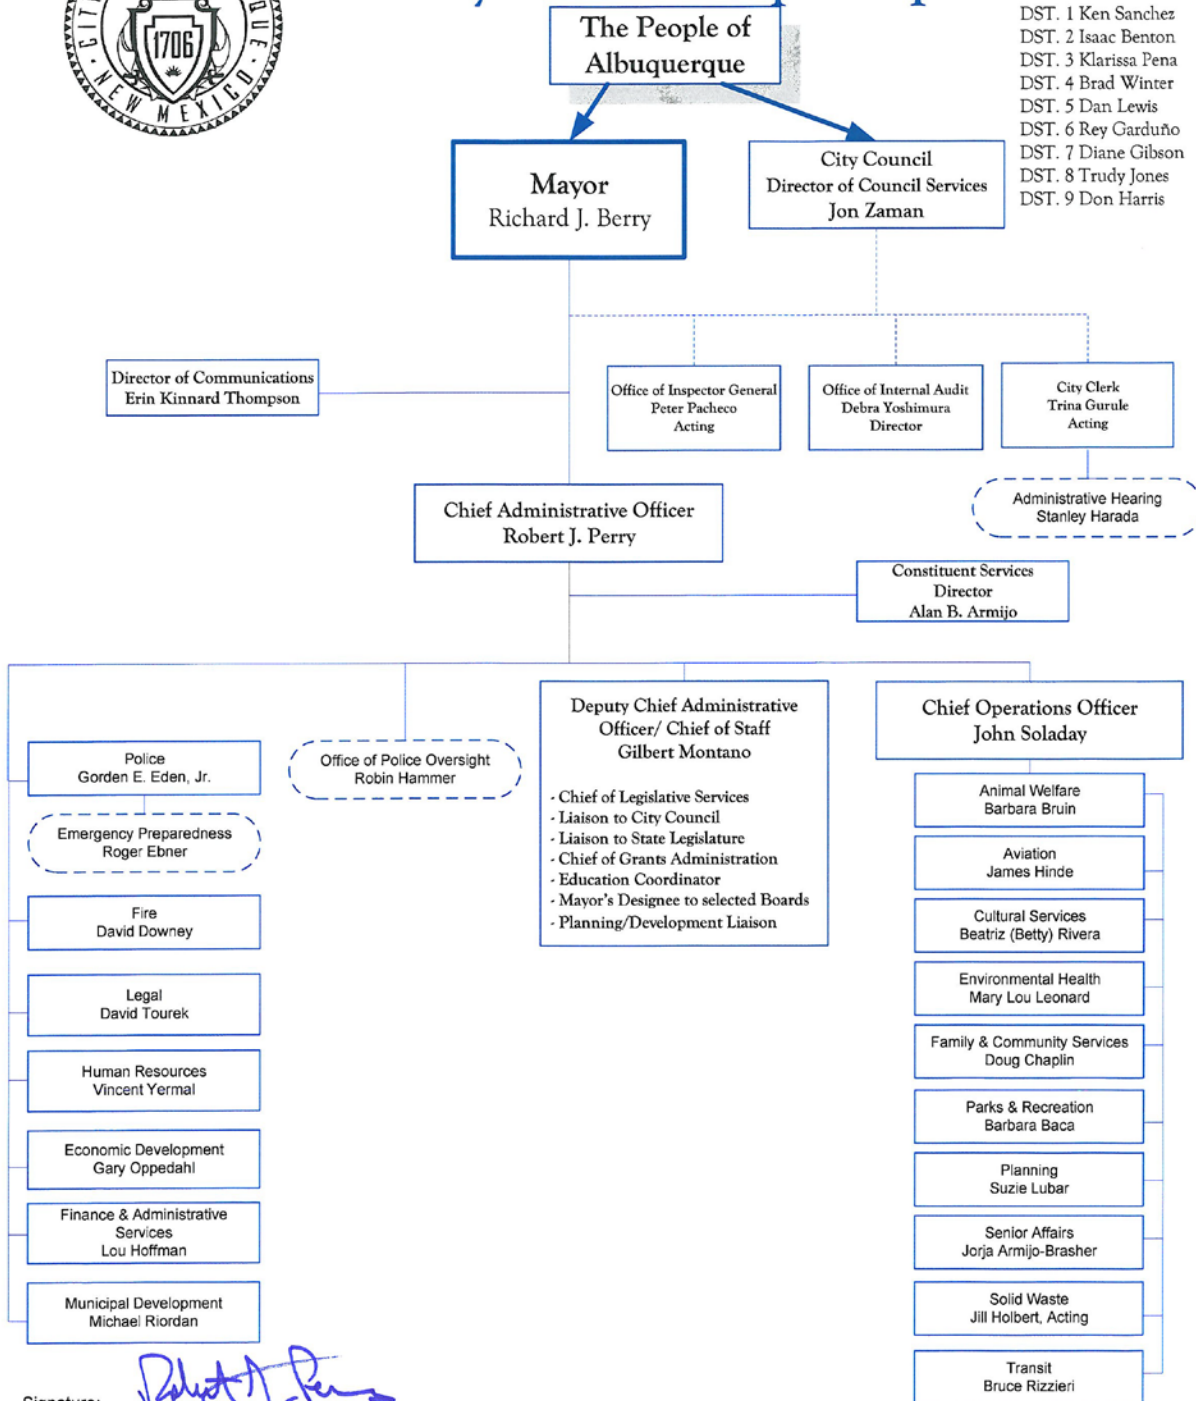 1706
NEW MEXICO
The People of
Albuquerque
DST. 1 Ken Sanchez
DST. 2 Isaac Benton
DST. 3 Klarissa Pena
DST. 4 Brad Winter
DST. 5 Dan Lewis
DST. 6 Rey Garduño
DST. 7 Diane Gibson
DST. 8 Trudy Jones
DST. 9 Don Harris
Mayor
Richard J. Berry
City Council
Director of Council Services
Jon Zaman
Director of Communications
Erin Kinnard Thompson
Office of Inspector General
Peter Pacheco
Acting
Office of Internal Audit
Debra Yoshimura
Director
City Clerk
Trina Gurule
Acting
Administrative Hearing
Stanley Harada
Chief Administrative Officer
Robert J. Perry
Constituent Services
Director
Alan B. Armijo
Police
Gorden E. Eden, Jr.
Emergency Preparedness
Roger Ebner
Fire
David Downey
Legal
David Tourek
Human Resources
Vincent Yermal
Economic Development
Gary Oppedahl
Finance & Administrative
Services
Lou Hoffman
Municipal Development
Michael Riordan
Office of Police Oversight
Robin Hammer
Deputy Chief Administrative
Officer/ Chief of Staff
Gilbert Montano
- Chief of Legislative Services
- Liaison to City Council
- Liaison to State Legislature
- Chief of Grants Administration
- Education Coordinator
- Mayor's Designee to selected Boards
- Planning/Development Liaison
Chief Operations Officer
John Soladay
Animal Welfare
Barbara Bruin
Aviation
James Hinde
Cultural Services
Beatriz (Betty) Rivera
Environmental Health
Mary Lou Leonard
Family & Community Services
Doug Chaplin
Parks & Recreation
Barbara Baca
Planning
Suzie Lubar
Senior Affairs
Jorja Armijo-Brasher
Solid Waste
Jill Holbert, Acting
Transit
Bruce Rizzieri
Signature: